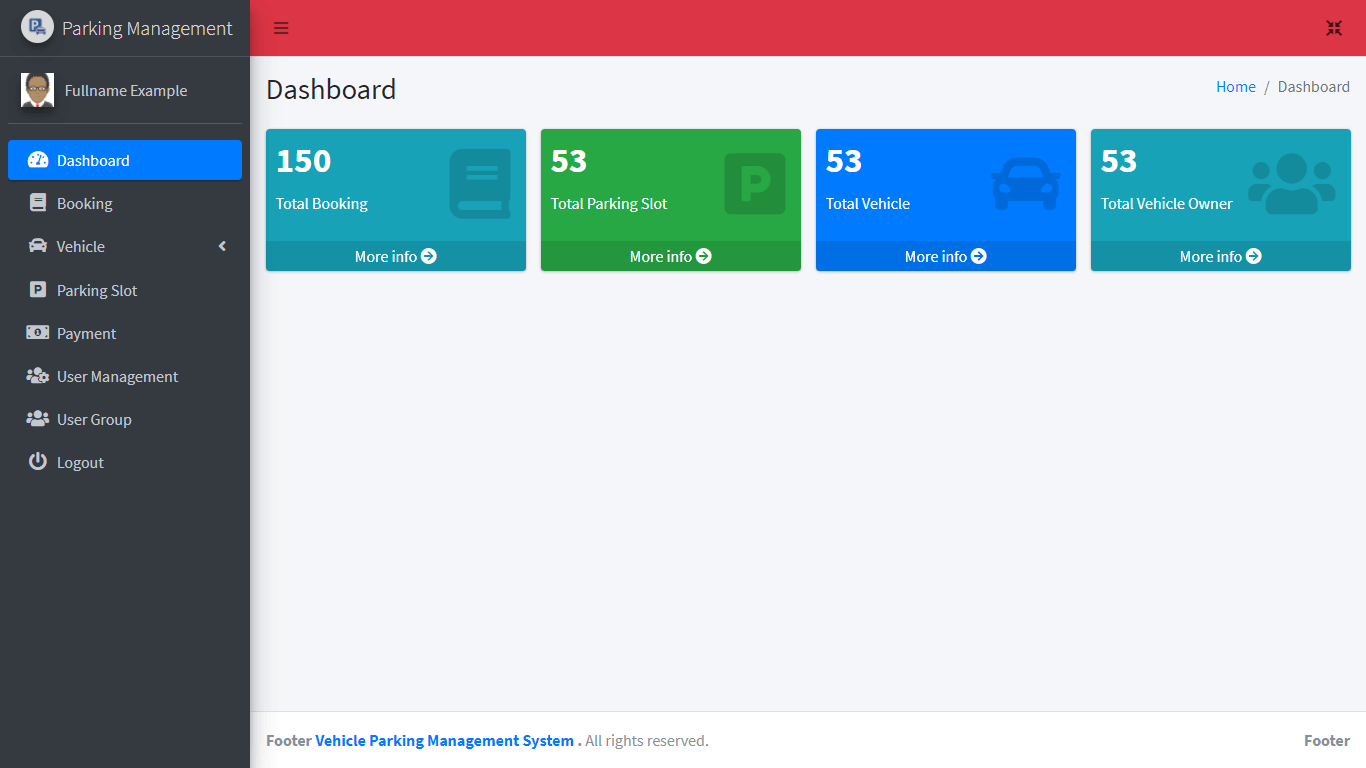 Parking Management
Fullname Example
Dashboard
Booking
Vehicle
Parking Slot
Payment
User Management
User Group
Logout
Dashboard
Home / Dashboard
150
Total Booking
More info
53
Total Parking Slot
More info
53
Total Vehicle
More info
53
Total Vehicle Owner
More info
Footer Vehicle Parking Management System . All rights reserved.
Footer